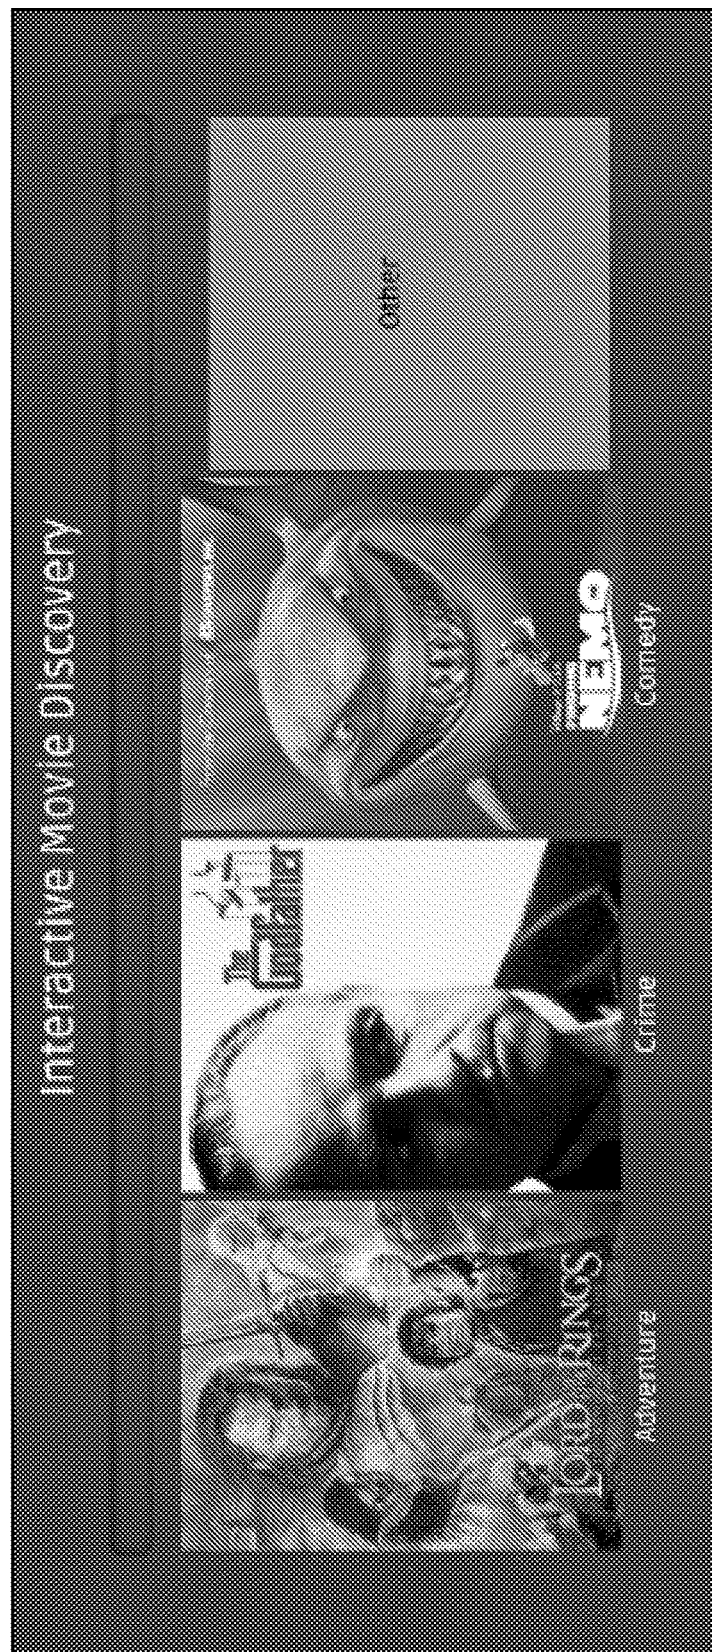 Interactive Movie Discovery
LORD RINGS
The
Godfather
NEMO
Other
Adventure
Crime
Comedy